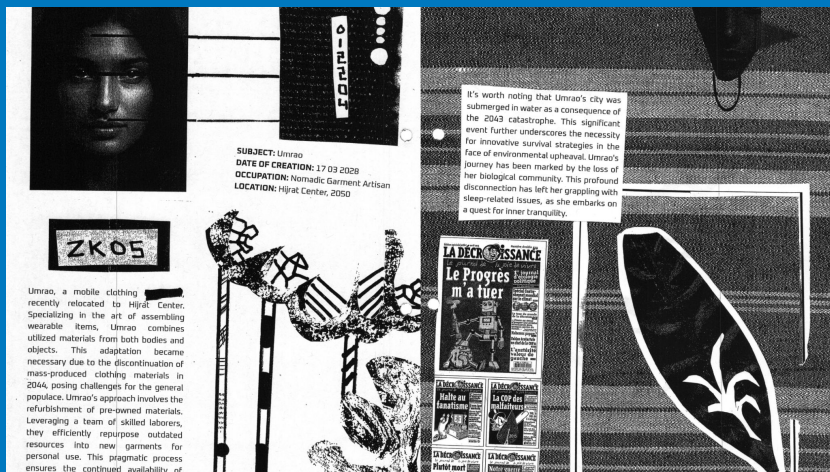 012204
SUBJECT: Umrao
DATE OF CREATION: 17 03 2028
OCCUPATION: Nomadic Garment Artisan
LOCATION: Hijrat Center, 2050
ZK05
Umrao, a mobile clothing
recently relocated to Hijrat Center.
Specializing in the art of assembling
wearable items, Umrao combines
utilized materials from both bodies and
objects. This adaptation became
necessary due to the discontinuation of
mass-produced clothing materials in
2044, posing challenges for the general
populace. Umrao's approach involves the
refurbishment of pre-owned materials.
Leveraging a team of skilled laborers,
they efficiently repurpose outdated
resources into new garments for
personal use. This pragmatic process
ensures the continued availability of
It's worth noting that Umrao's city was
submerged in water as a consequence of
the 2043 catastrophe. This significant
event further underscores the necessity
for innovative survival strategies in the
face of environmental upheaval. Umrao's
journey has been marked by the loss of
her biological community. This profound
disconnection has left her grappling with
sleep-related issues, as she embarks on
a quest for inner tranquility.
LA DÉCROISSANCE
Le Progrès
m'a tuer
LA DÉCROISSANCE
Halte au
fanatisme
LA DÉCROISSANCE
La COP des
malfaiteurs
LA DÉCROISSANCE
Plutôt mort
LA DÉCROISSANCE